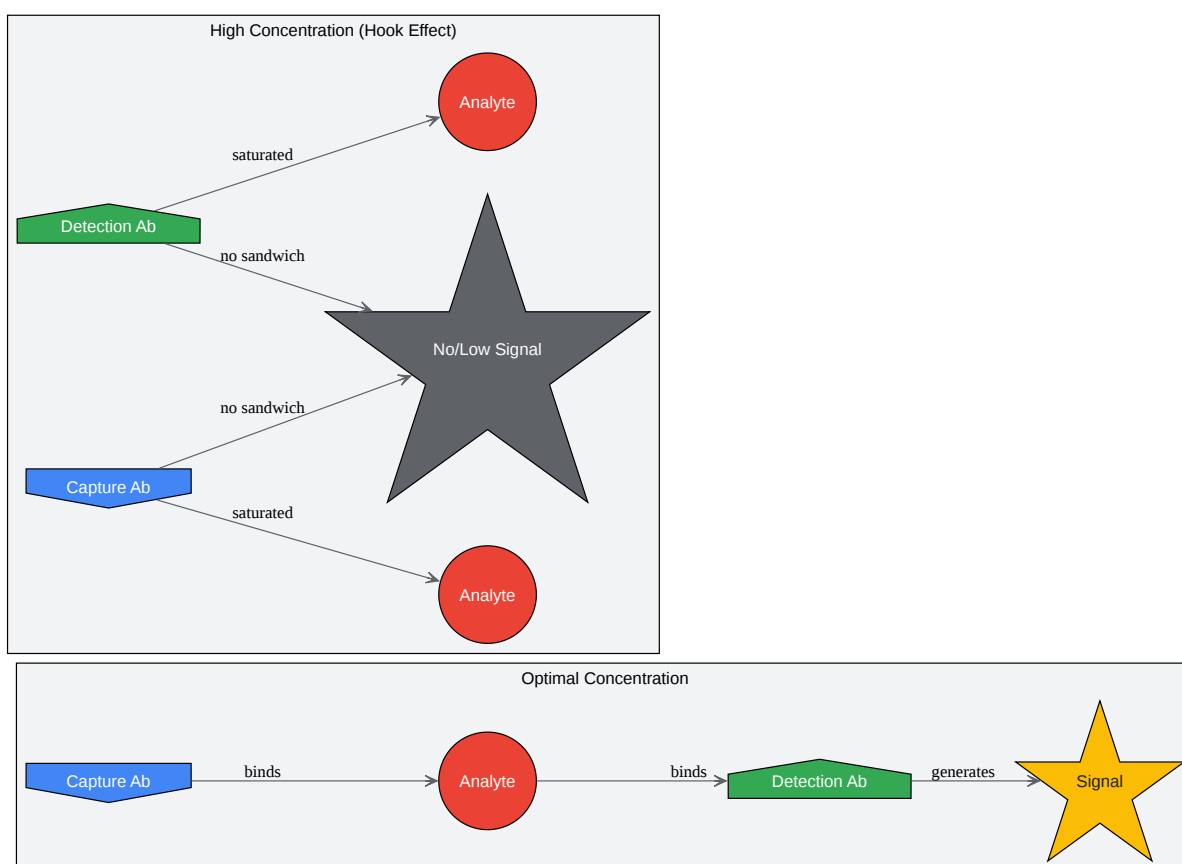 High Concentration (Hook Effect)
Analyte
saturated
Detection Ab
no sandwich
No/Low Signal
no sandwich
Capture Ab
saturated
Analyte
Optimal Concentration
Capture Ab
binds
Analyte
binds
Detection Ab
generates
Signal